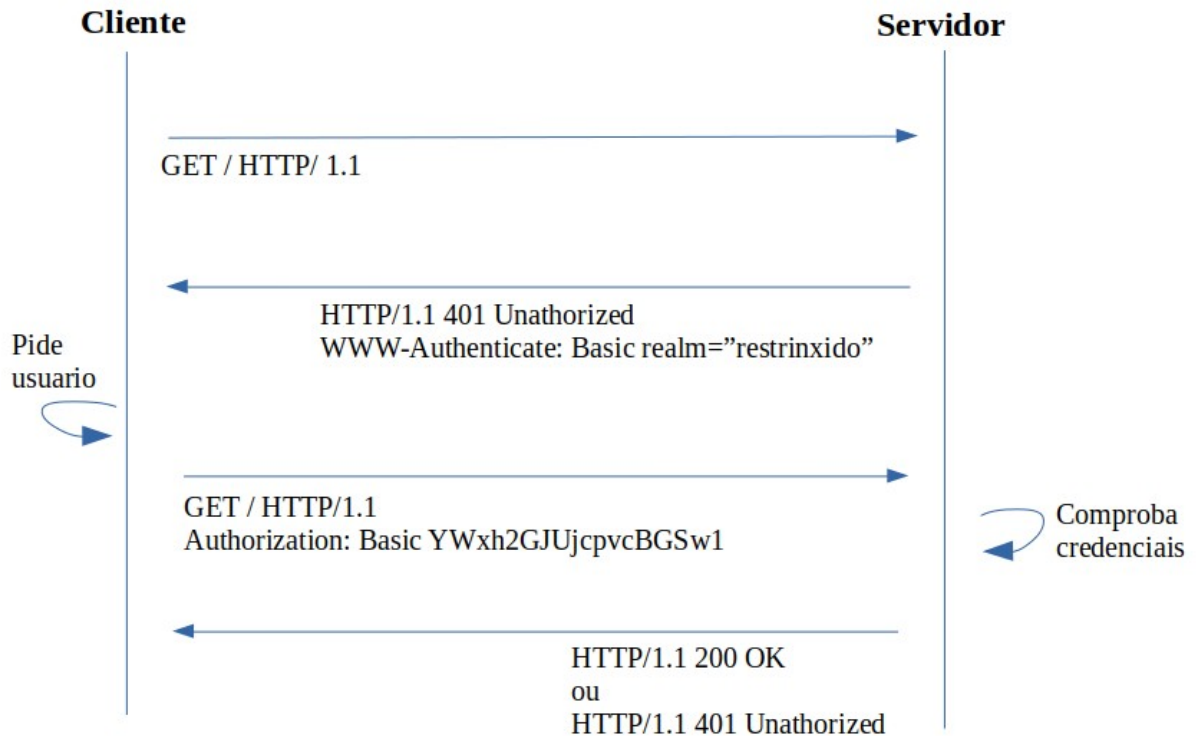 Cliente
Servidor
GET / HTTP/ 1.1
HTTP/1.1 401 Unathorized
WWW-Authenticate: Basic realm=”restrinxido”
Pide
usuario
GET / HTTP/1.1
Authorization: Basic YWxh2GJUjcpvcBGSw1
Comproba
credenciais
HTTP/1.1 200 OK
ou
HTTP/1.1 401 Unathorized